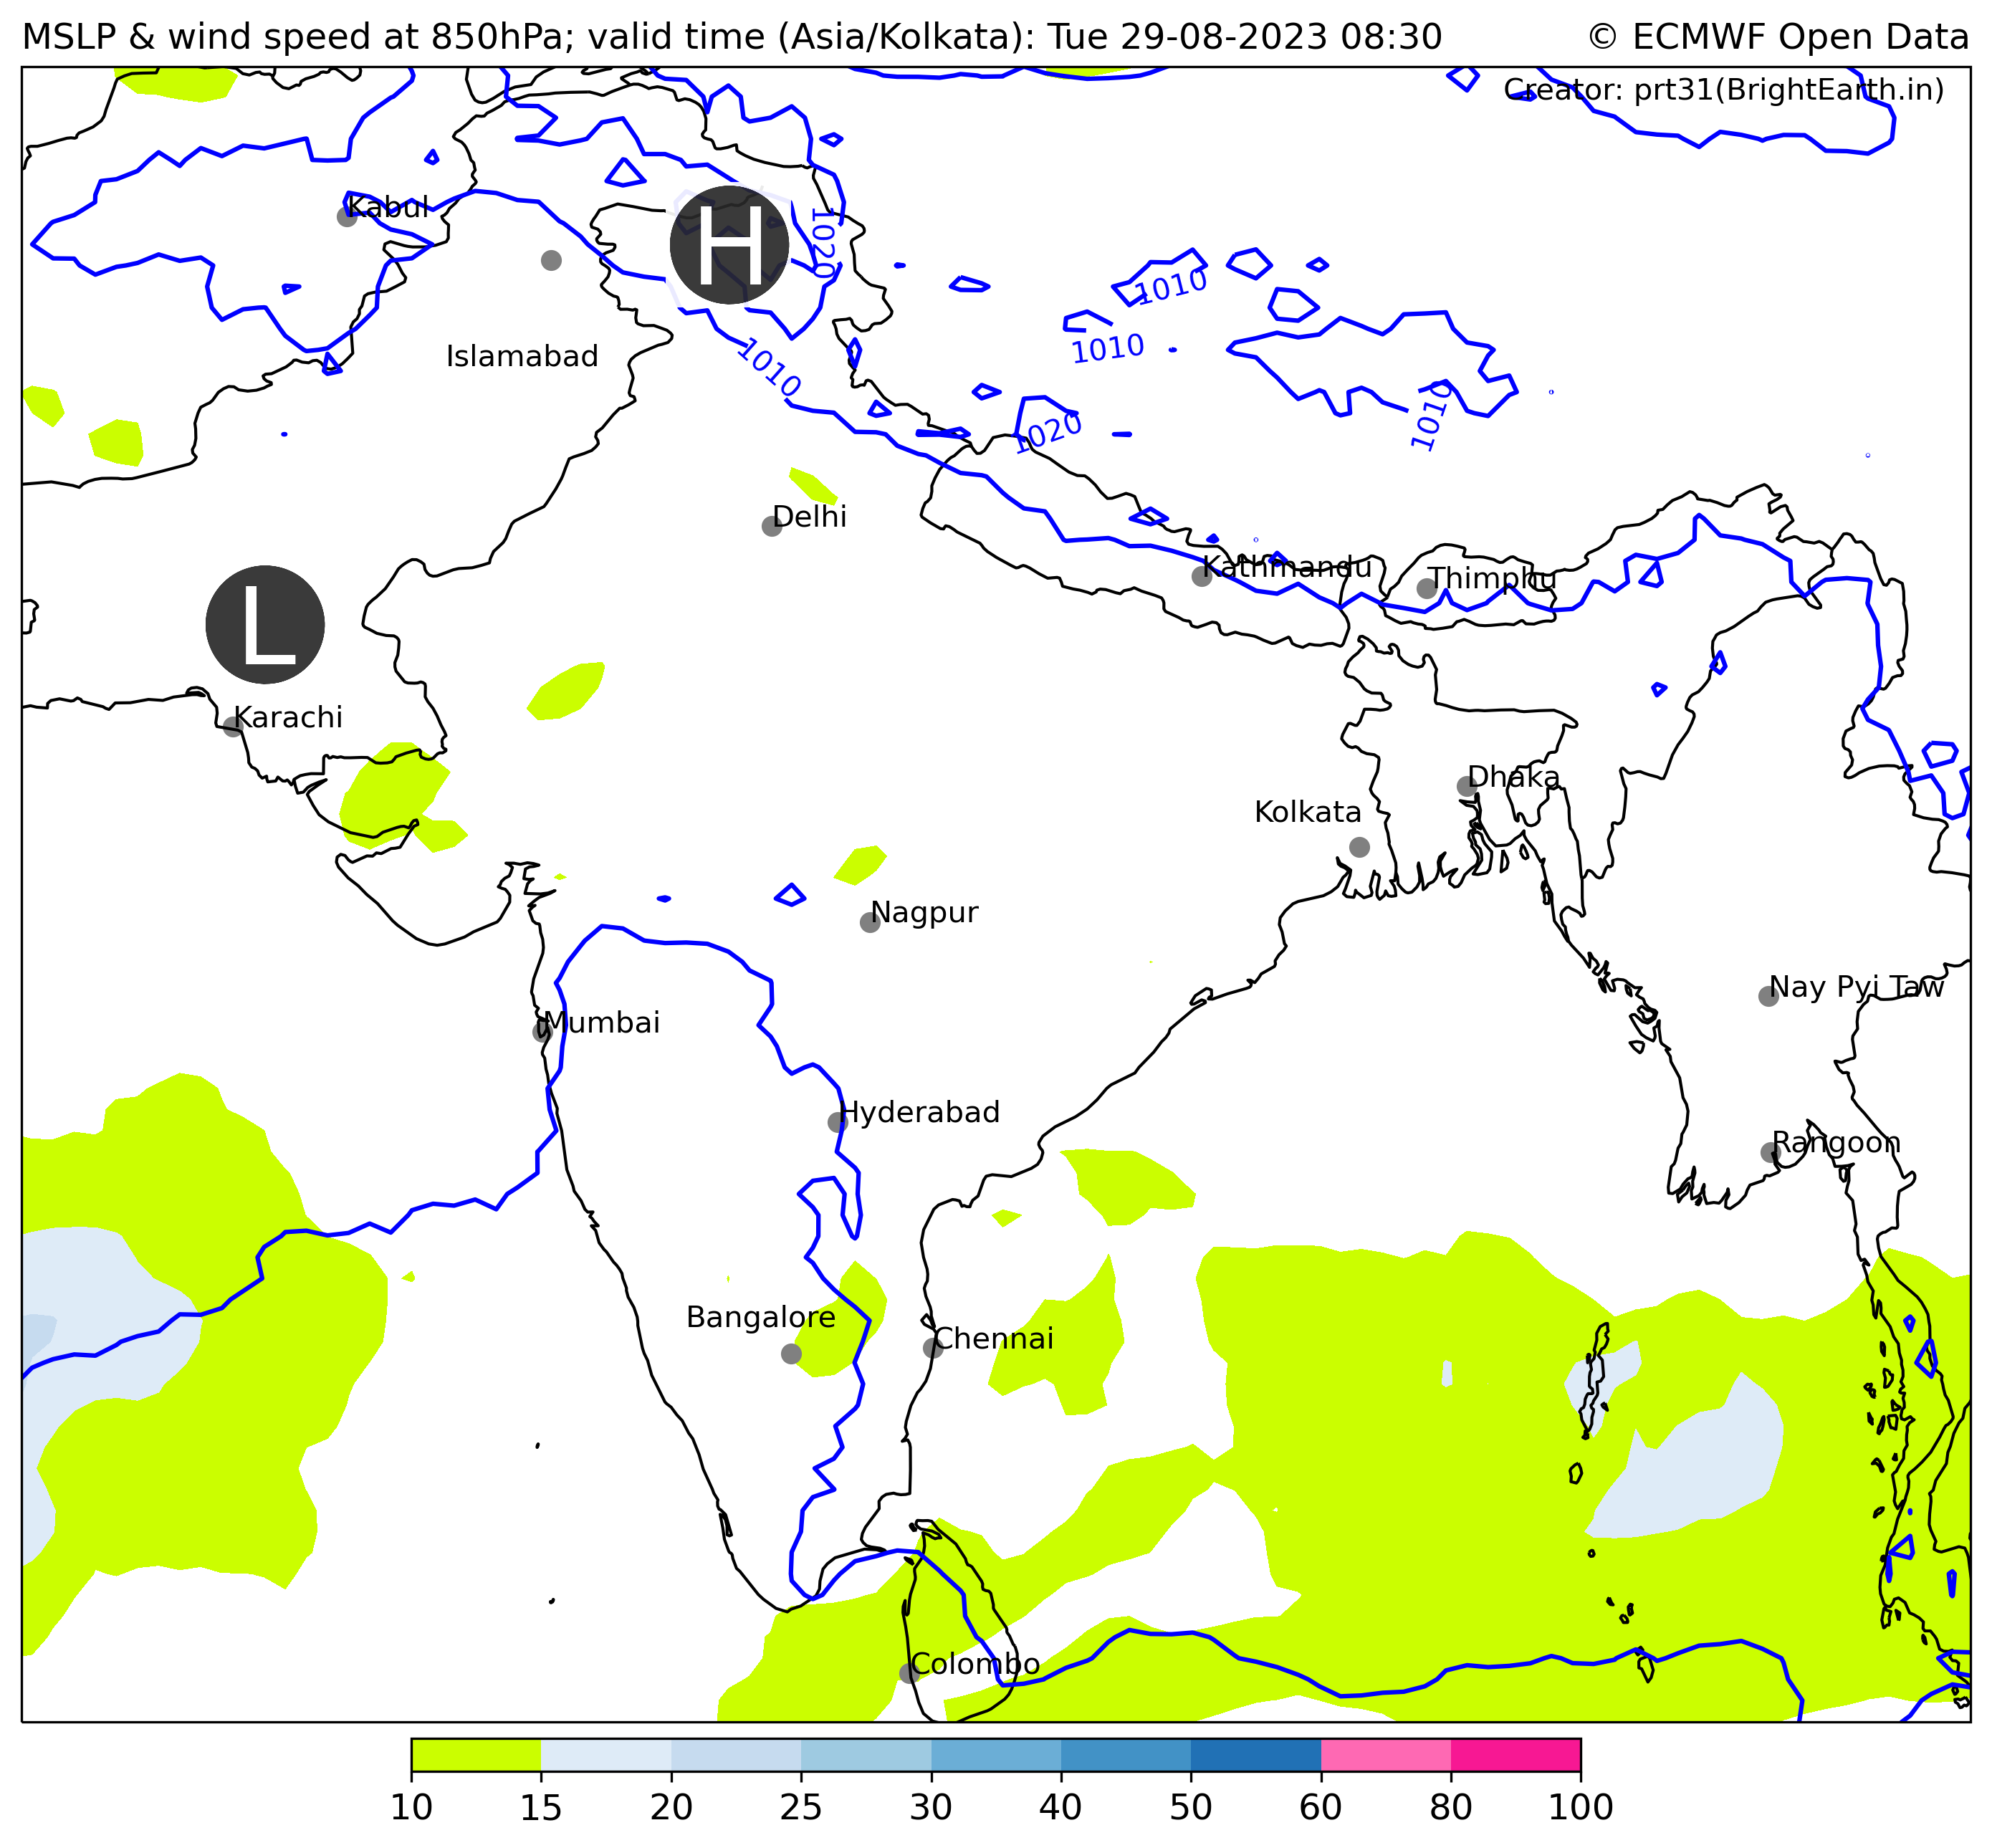 MSLP & wind speed at 850hPa; valid time (Asia/Kolkata): Tue 29-08-2023 08:30 © ECMWF Open Data
Creator: prt31(BrightEarth.in)
Kabul
H
1020
1010
1010
Islamabad
1010
1010
1020
Delhi
Kathmandu
Thimphu
L
Karachi
Dhaka
Kolkata
Nagpur
Nay Pyi Taw
Mumbai
Hyderabad
Rangoon
Bangalore
Chennai
Colombo
10 15 20 25 30 40 50 60 80 100